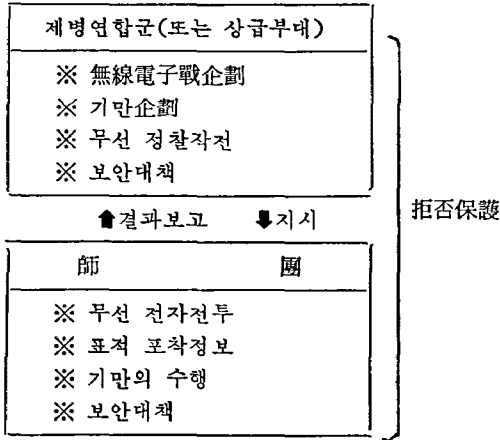 제병연합군(또는 상급부대)
※ 無線電子戰企劃
※ 기만企劃
※ 무선 정찰작전
※ 보안대책
⬆결과보고 ⬇지시
拒否保護
師 團
※ 무선 전자전투
※ 표적 포착정보
※ 기만의 수행
※ 보안대책